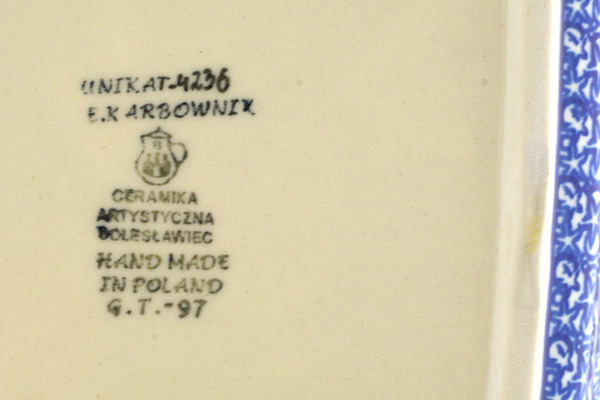 UNIKAT-4236
E.KARBOWNIK
B
CERAMIKA
ARTYSTYCZNA
BOLESŁAWIEC
HAND MADE
IN POLAND
G.T.-97